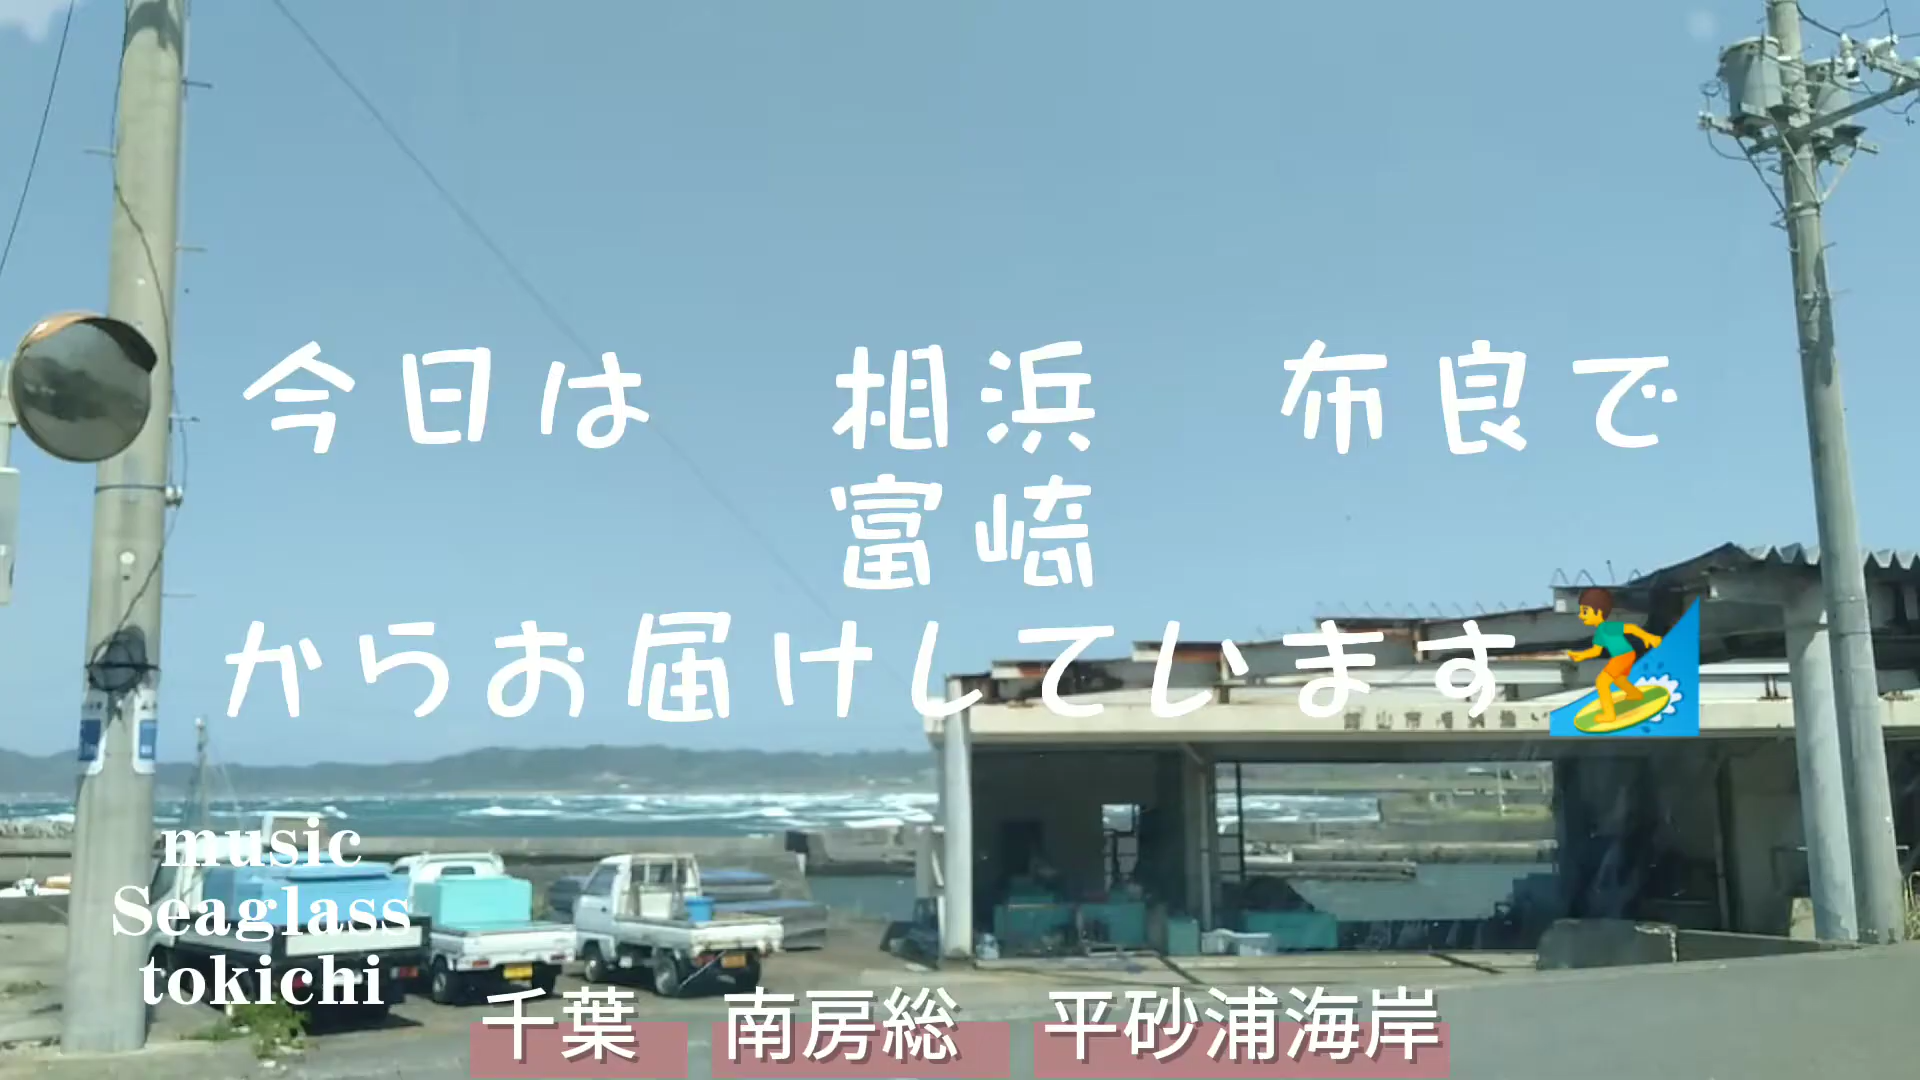 今日は　相浜　布良で
富崎
からお届けしています🏄
music
Seaglass
tokichi
千葉　南房総　平砂浦海岸